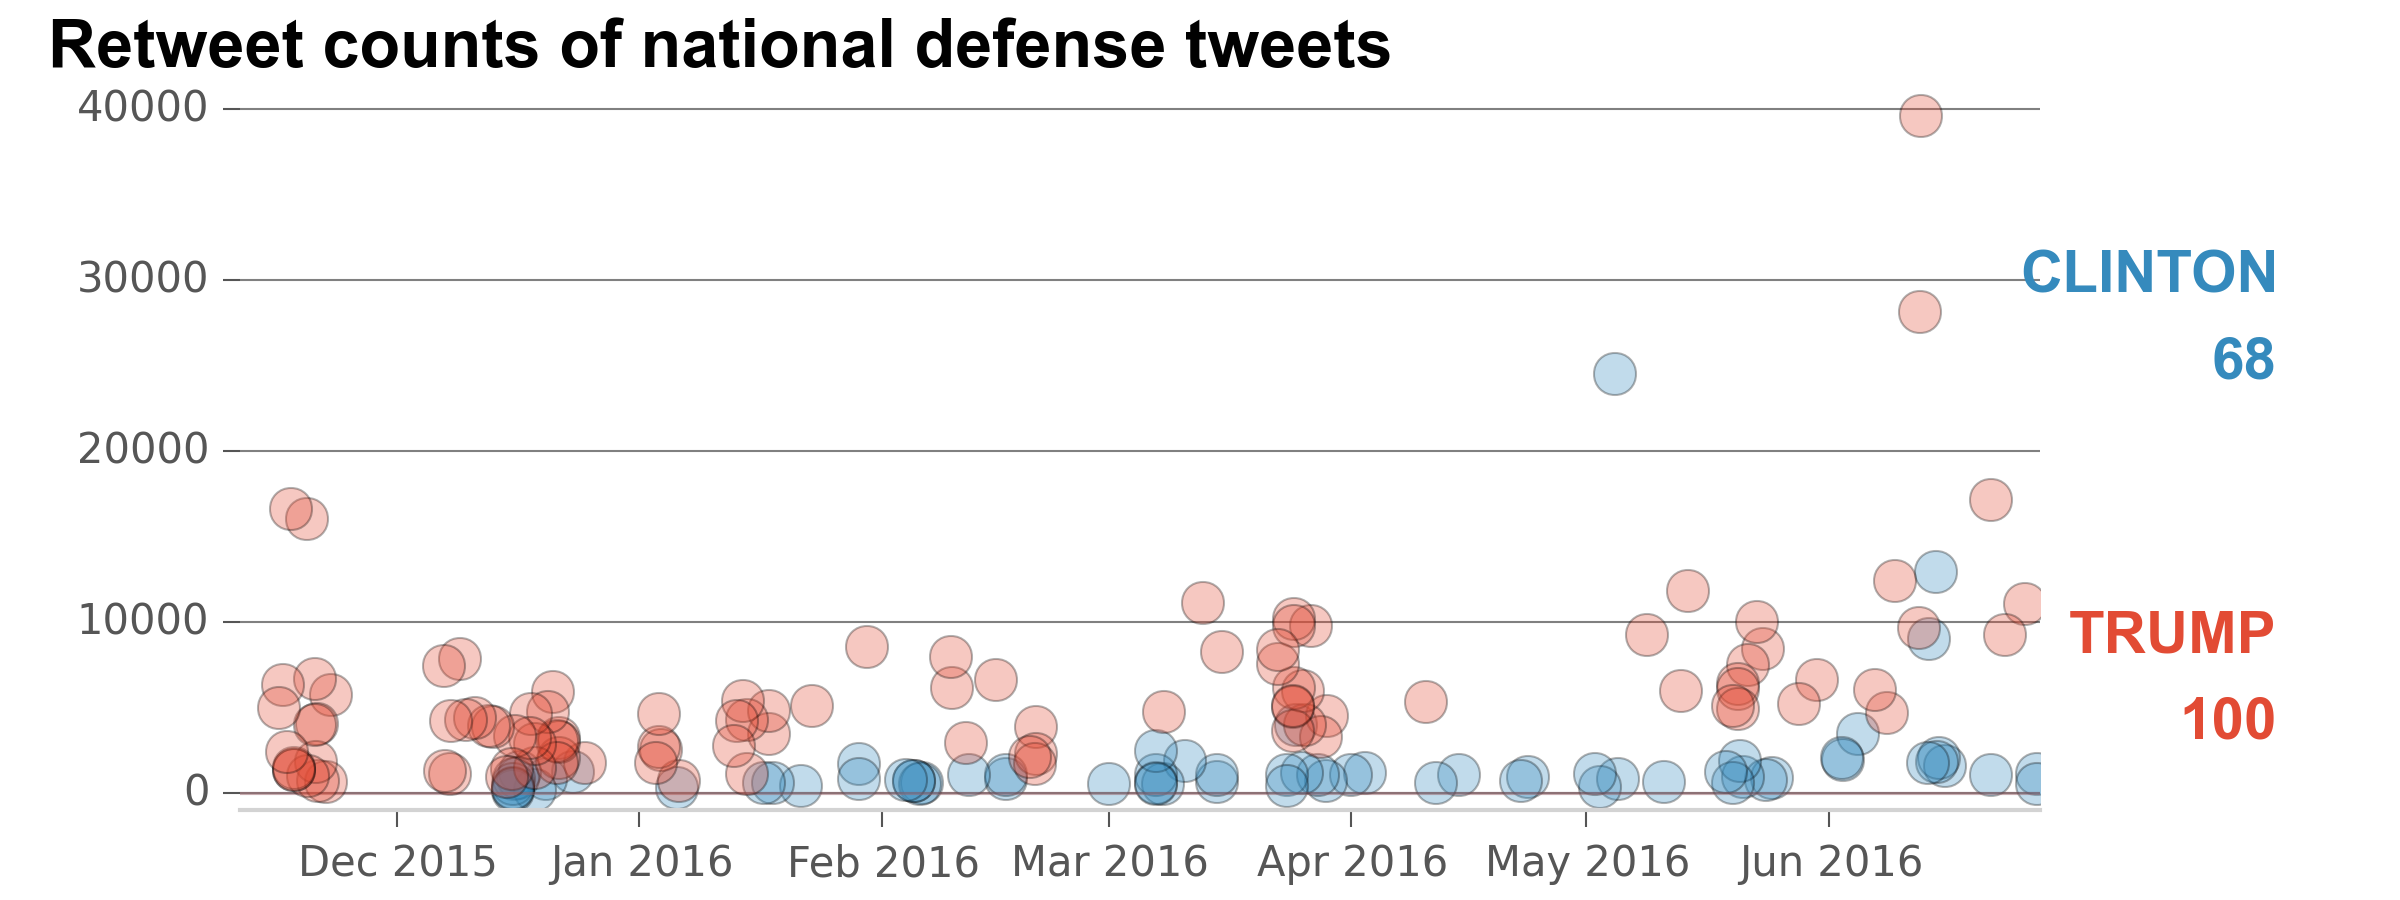 Retweet counts of national defense tweets
40000
30000
20000
10000
0
Dec 2015 Jan 2016 Feb 2016 Mar 2016 Apr 2016 May 2016 Jun 2016
CLINTON
68
TRUMP
100